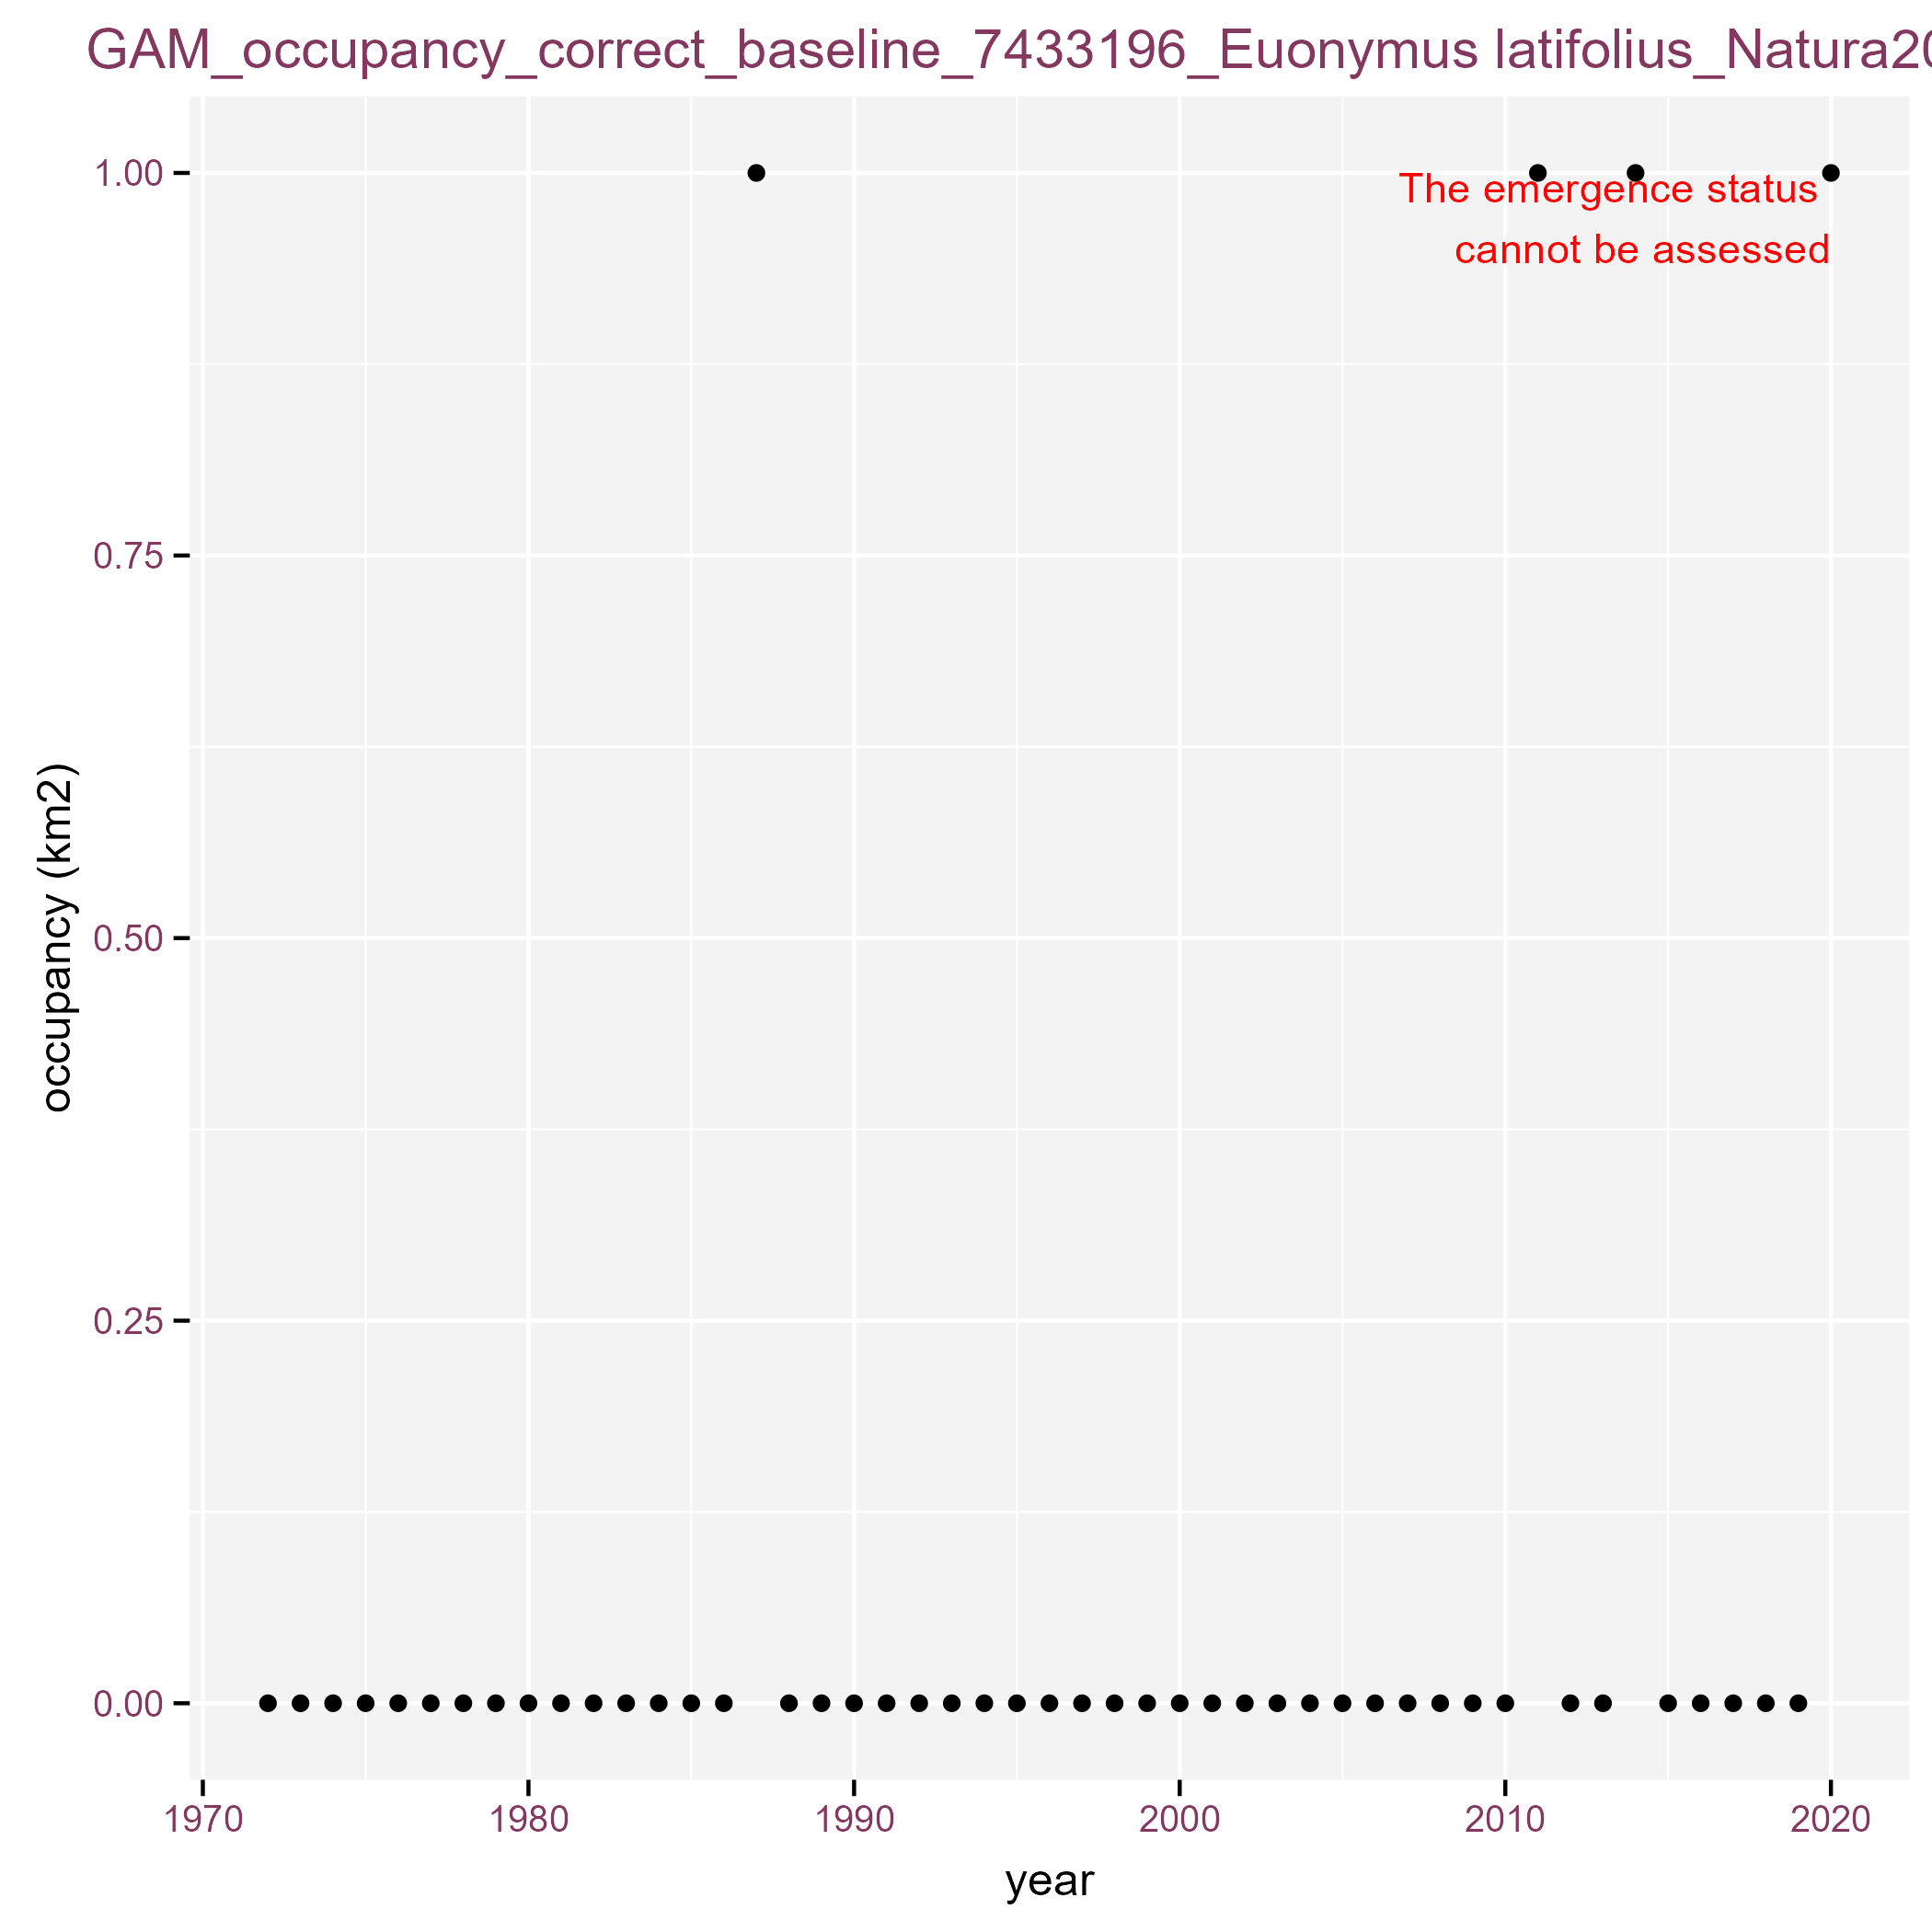 GAM_occupancy_correct_baseline_7433196_Euonymus latifolius_Natura20
1.00
The emergence status
cannot be assessed
0.75
occupancy (km2)
0.50
0.25
0.00
1970 1980 1990 2000 2010 2020
year